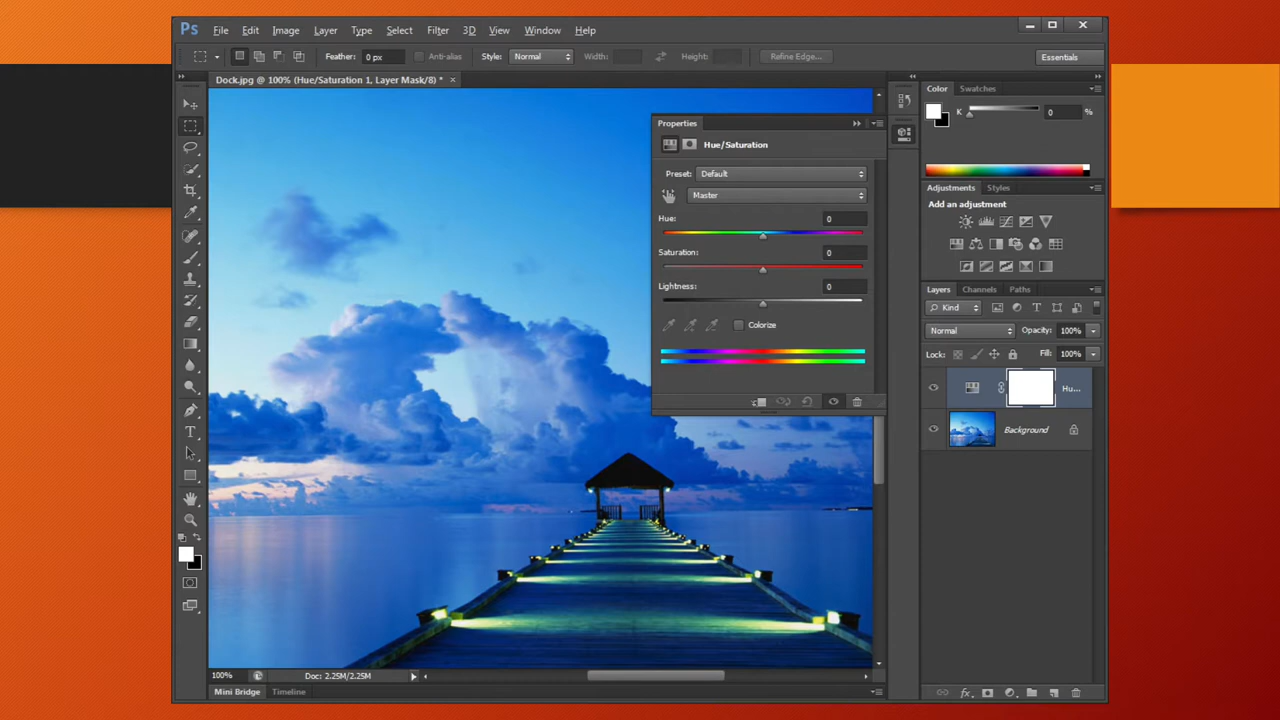 Ps File Edit Image Layer Type Select Filter 3D View Window Help
Feather: 0 px Anti-alias Style: Normal Width: Height: Refine Edge... Essentials
Dock.jpg @ 100% (Hue/Saturation 1, Layer Mask/8) * ×
Properties
Hue/Saturation
Preset: Default
Master
Hue: 0
Saturation: 0
Lightness: 0
Colorize
Color Swatches
K 0 %
Adjustments Styles
Add an adjustment
Layers Channels Paths
Kind T
Normal Opacity: 100%
Lock: Fill: 100%
Hu...
Background
T
100% Doc: 2.25M/2.25M
Mini Bridge Timeline
fx